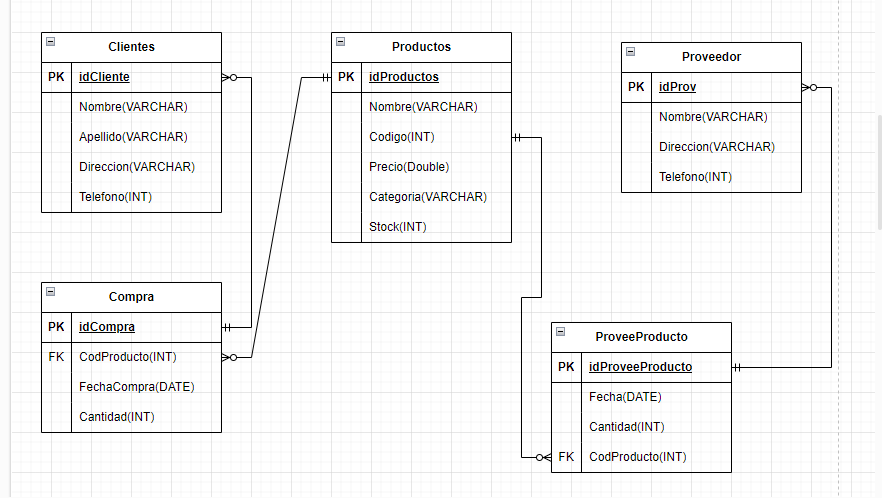 Clientes
PK idCliente
Nombre(VARCHAR)
Apellido(VARCHAR)
Direccion(VARCHAR)
Telefono(INT)
Productos
PK idProductos
Nombre(VARCHAR)
Codigo(INT)
Precio(Double)
Categoria(VARCHAR)
Stock(INT)
Proveedor
PK idProv
Nombre(VARCHAR)
Direccion(VARCHAR)
Telefono(INT)
Compra
PK idCompra
FK CodProducto(INT)
FechaCompra(DATE)
Cantidad(INT)
ProveeProducto
PK idProveeProducto
Fecha(DATE)
Cantidad(INT)
FK CodProducto(INT)